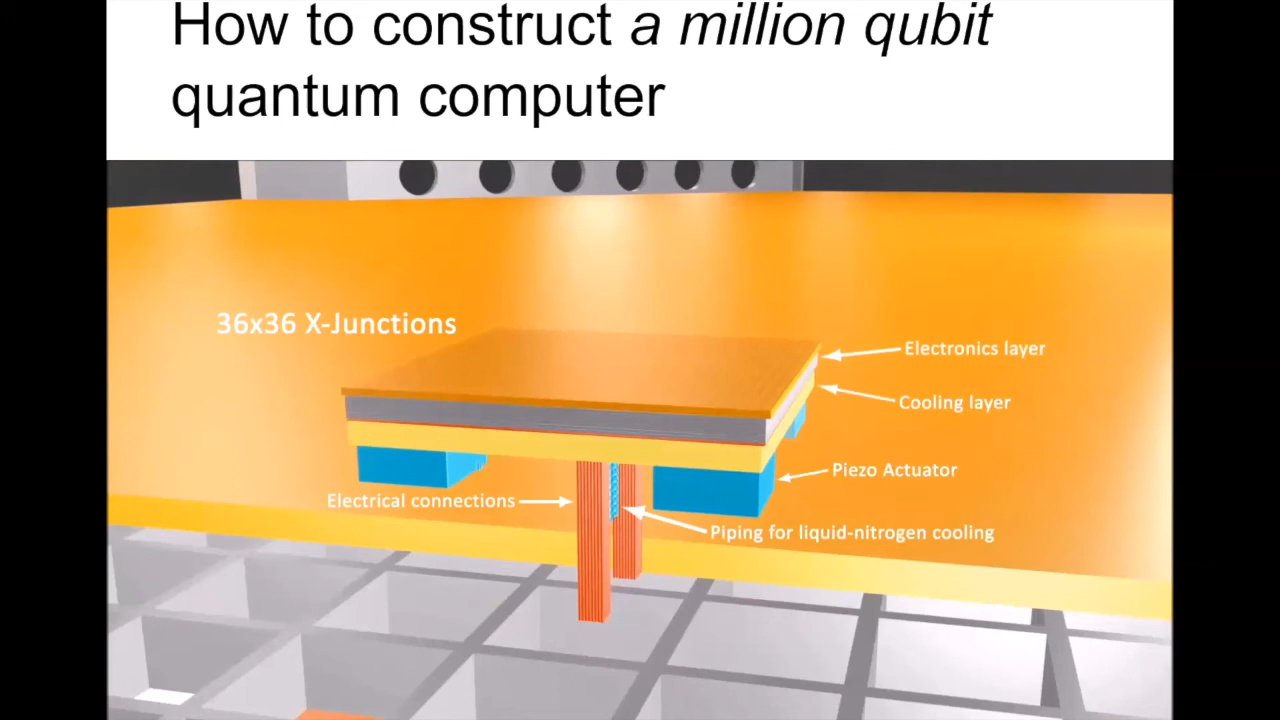 How to construct a million qubit
quantum computer
36x36 X-Junctions
Electronics layer
Cooling layer
Piezo Actuator
Electrical connections
Piping for liquid-nitrogen cooling